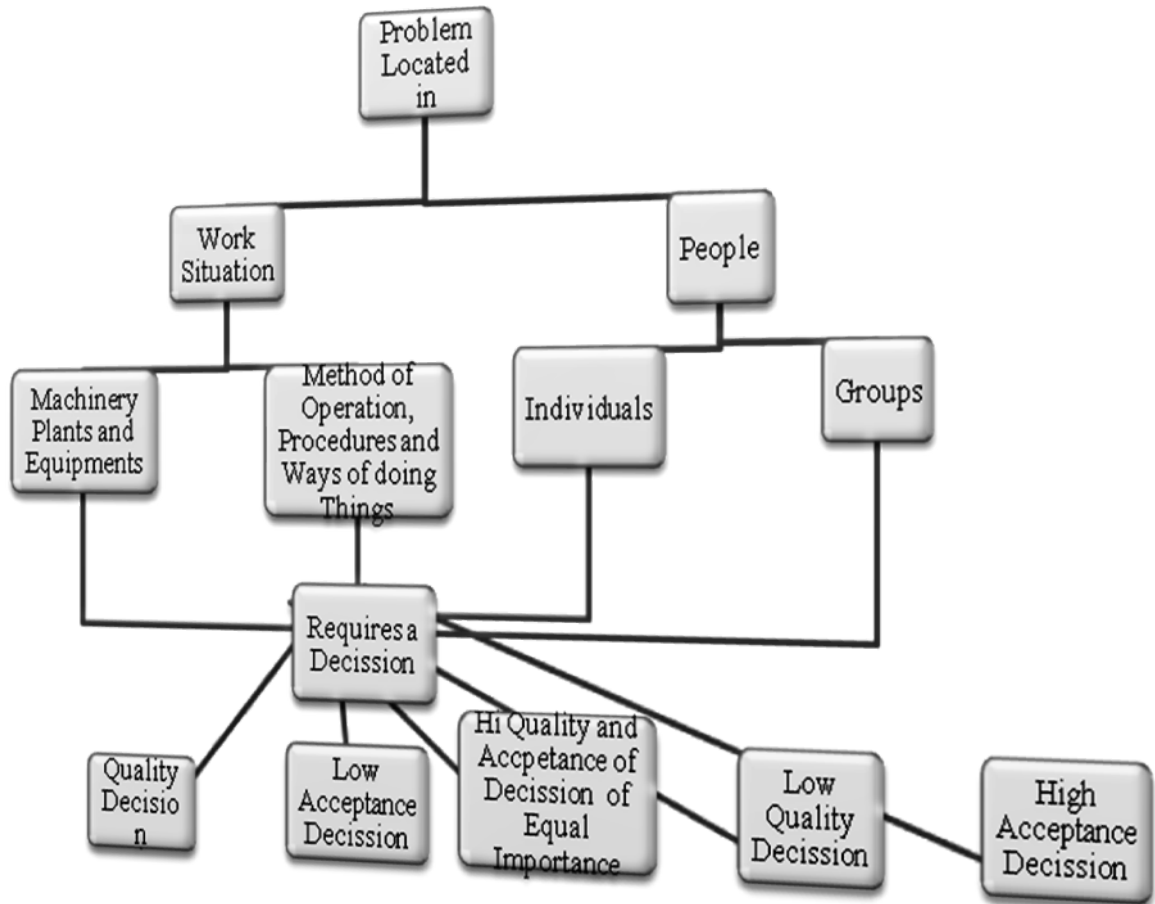 Problem
Located
in
Work
Situation
People
Machinery
Plants and
Equipments
Method of
Operation,
Procedures and
Ways of doing
Things
Individuals
Groups
Requires a
Decission
Quality
Decisio
n
Low
Acceptance
Decission
Hi Quality and
Accpetance of
Decission of
Equal
Importance
Low
Quality
Decission
High
Acceptance
Decission